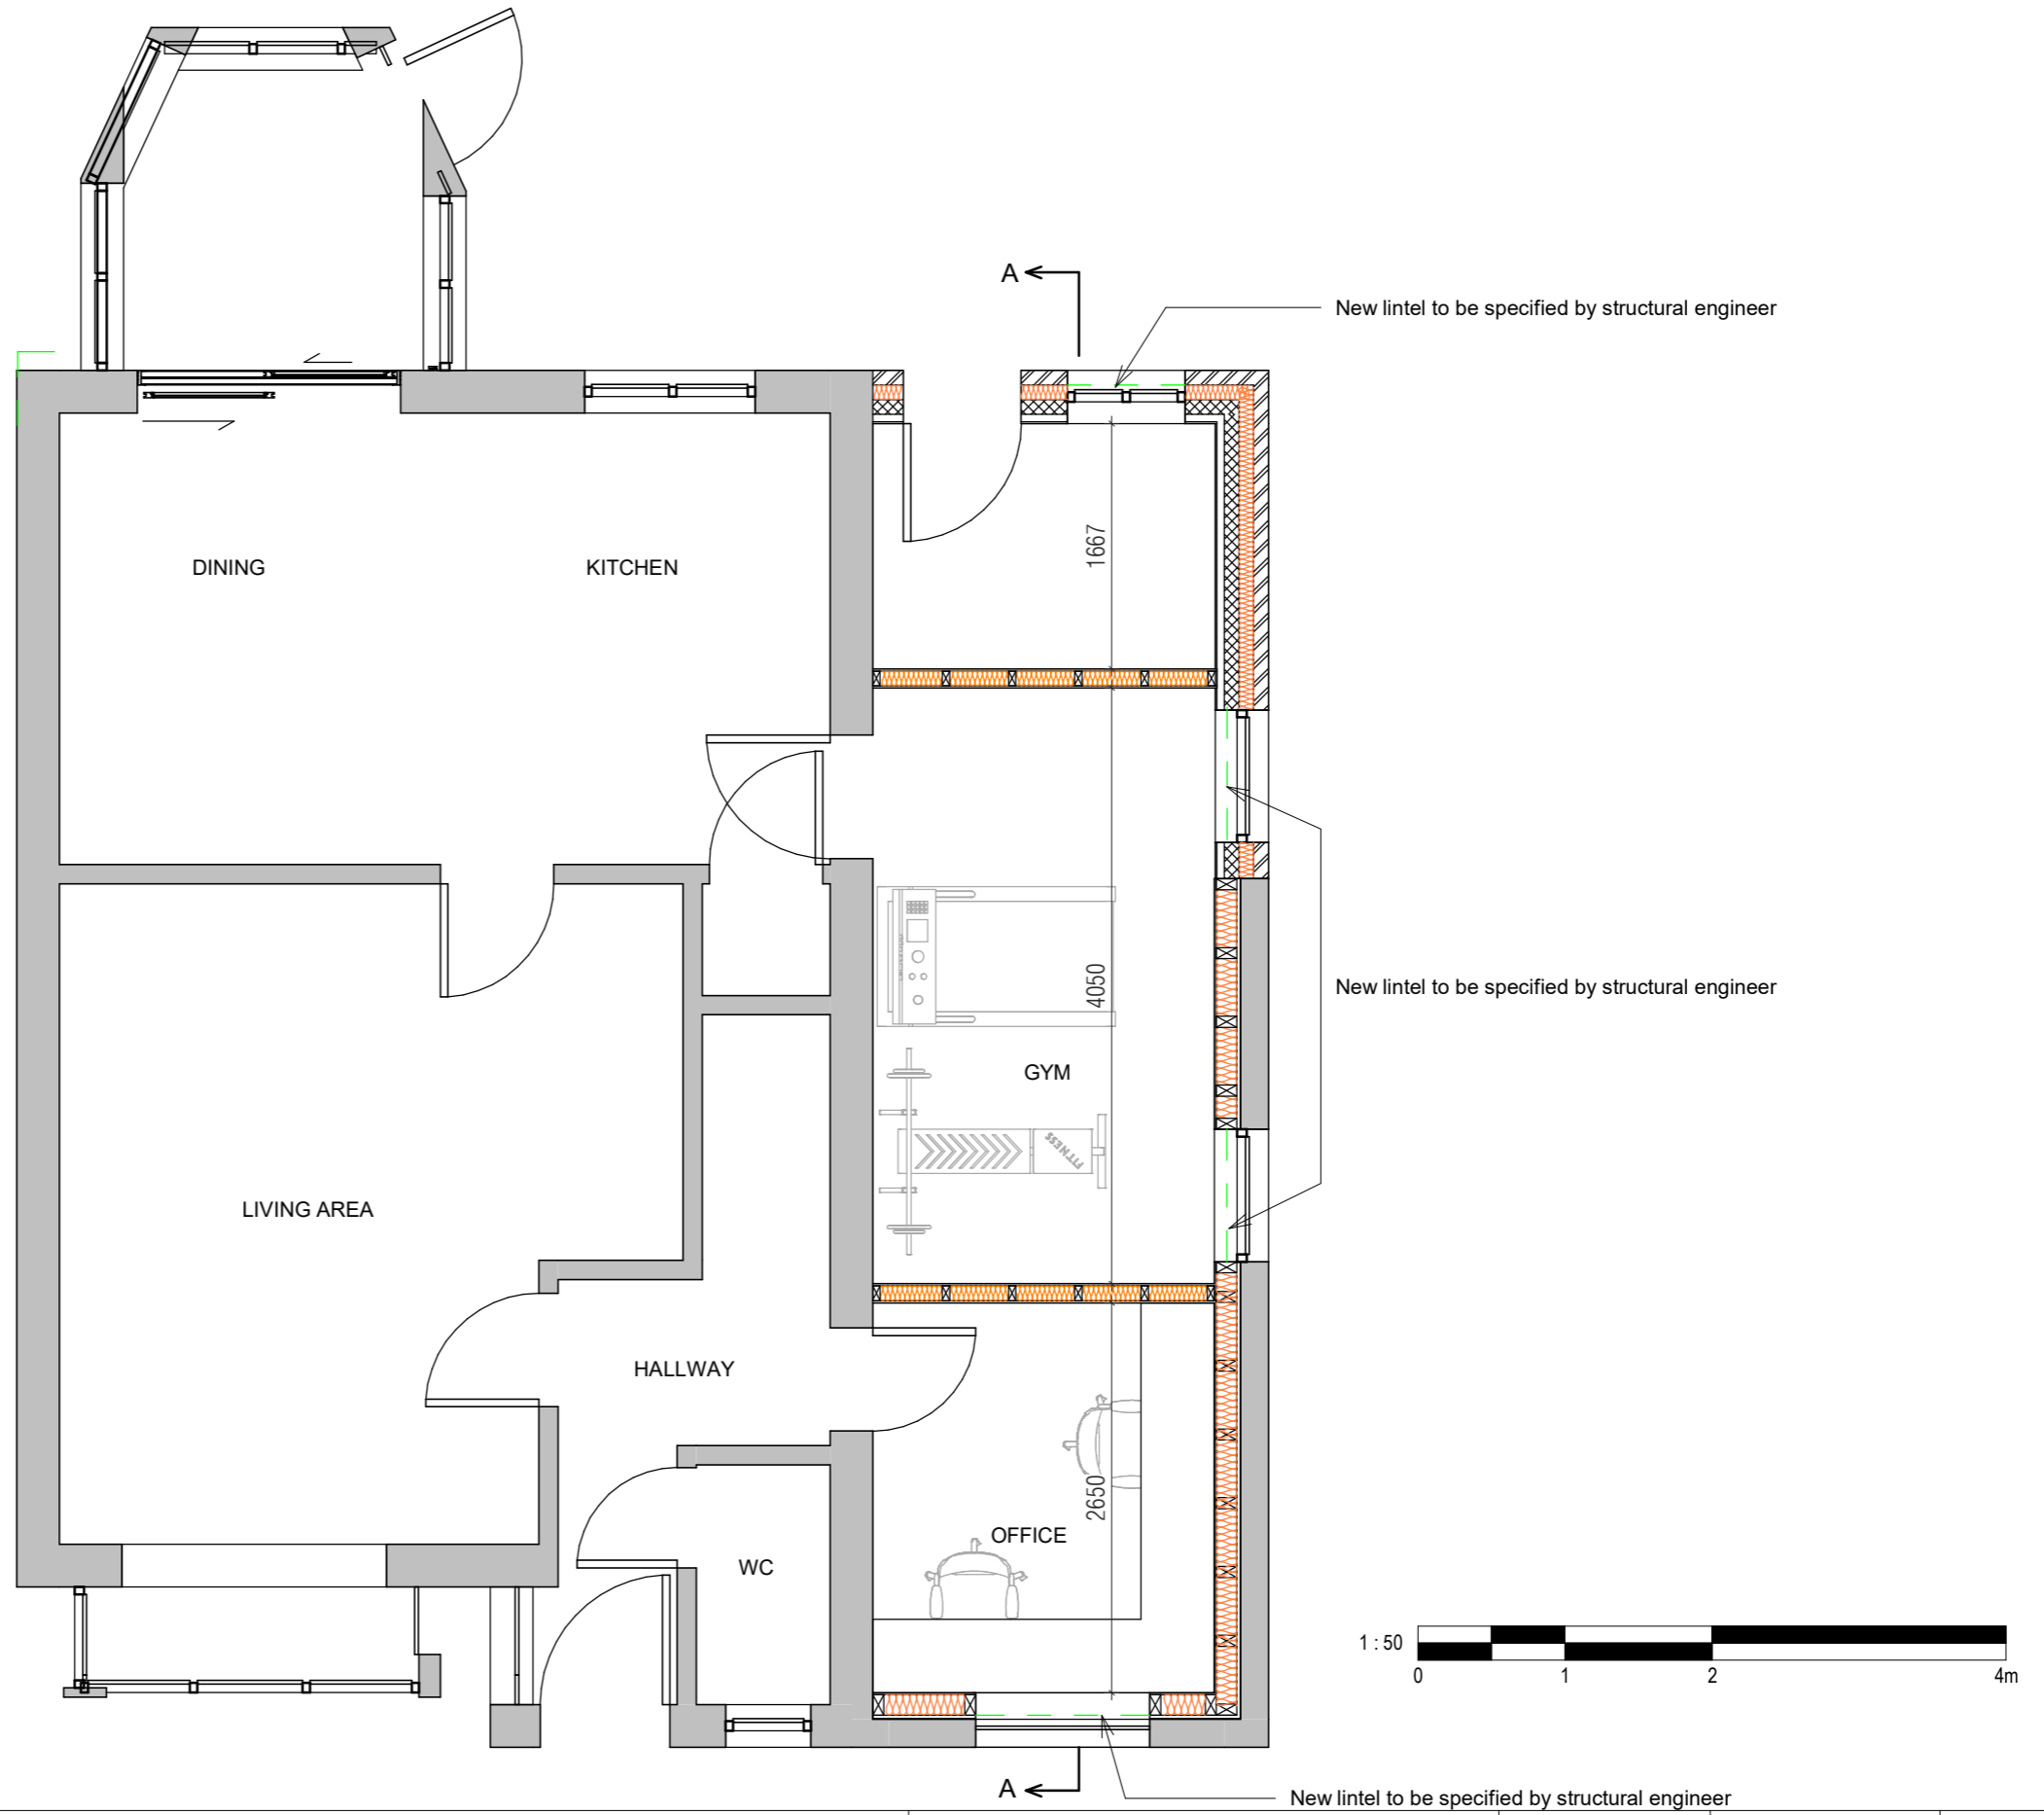 A
New lintel to be specified by structural engineer
DINING
KITCHEN
1667
4050
New lintel to be specified by structural engineer
GYM
FITNESS
LIVING AREA
HALLWAY
2650
OFFICE
WC
1 : 50
0 1 2 4m
A
New lintel to be specified by structural engineer